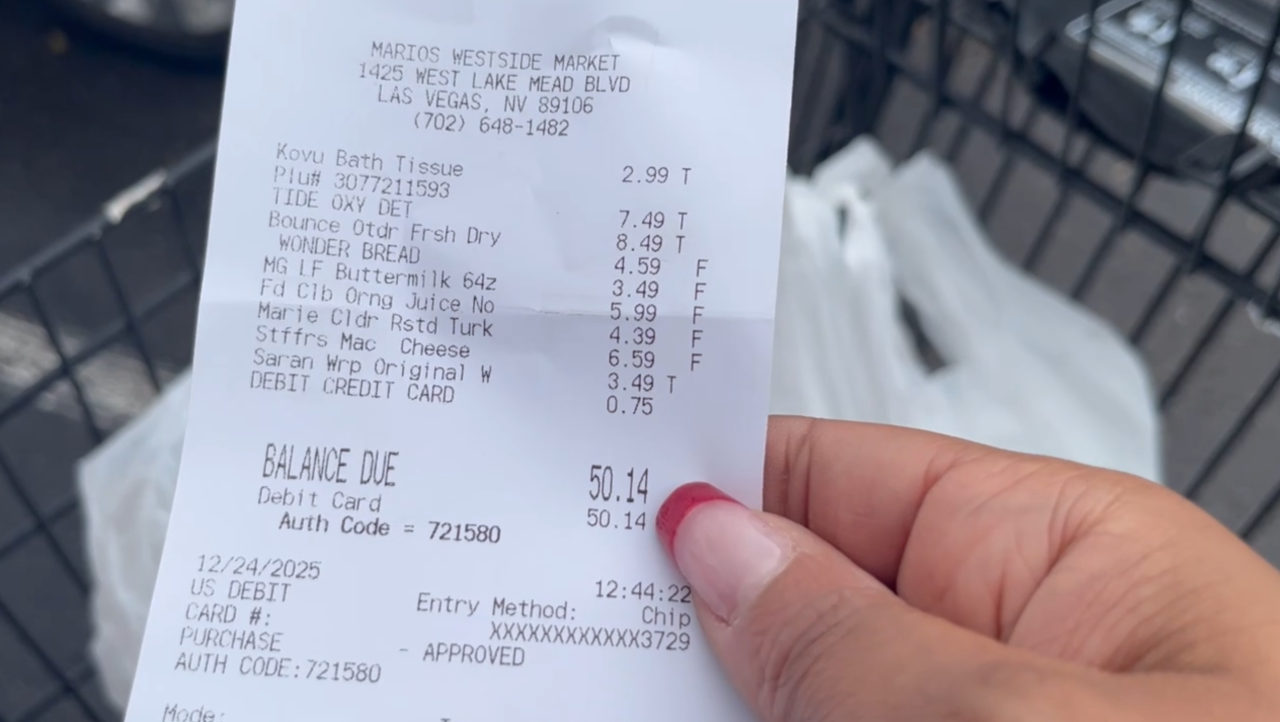 MARIOS WESTSIDE MARKET
1425 WEST LAKE MEAD BLVD
LAS VEGAS, NV 89106
(702) 648-1482
Kovu Bath Tissue 2.99 T
Plu# 3077211593
TIDE OXY DET 7.49 T
Bounce Otdr Frsh Dry 8.49 T
WONDER BREAD 4.59 F
MG LF Buttermilk 64z 3.49 F
Fd Clb Orng Juice No 5.99 F
Marie Cldr Rstd Turk 4.39 F
Stffrs Mac Cheese 6.59 F
Saran Wrp Original W 3.49 T
DEBIT CREDIT CARD 0.75
BALANCE DUE 50.14
Debit Card 50.14
Auth Code = 721580
12/24/2025 12:44:22
US DEBIT Entry Method: Chip
CARD #: XXXXXXXXXXXX3729
PURCHASE - APPROVED
AUTH CODE:721580
Mode: